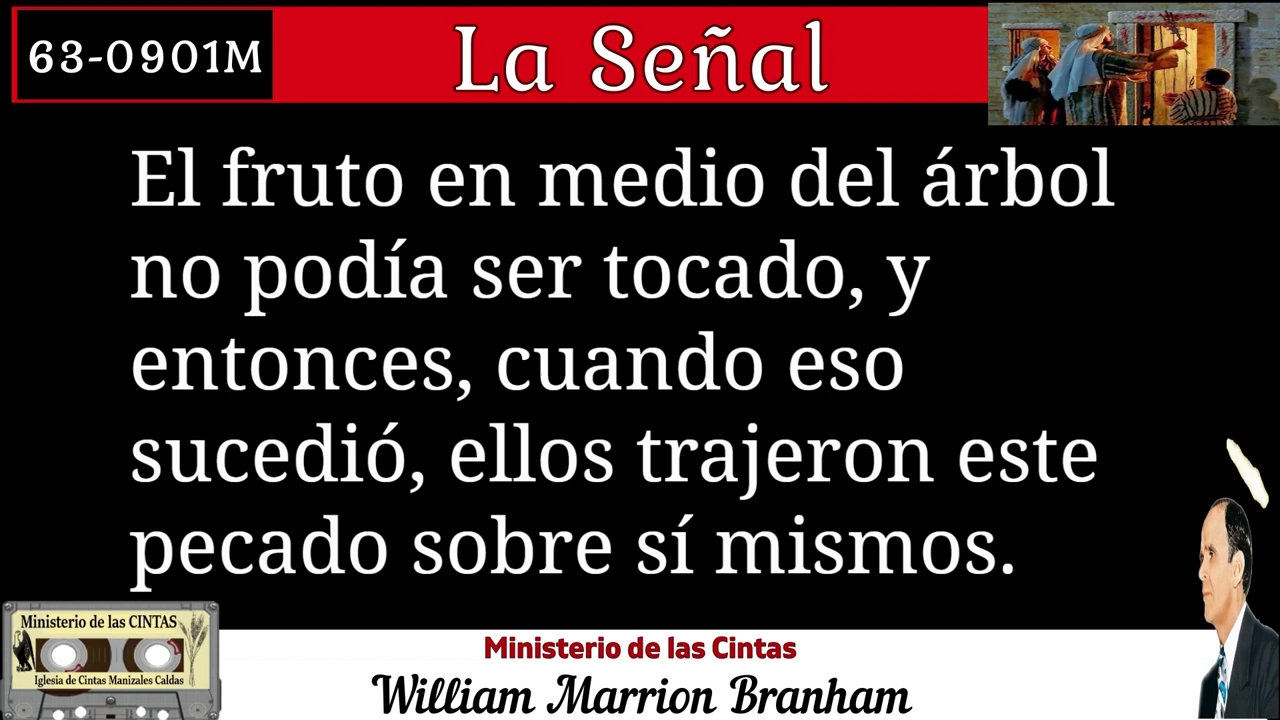 63-0901M
La Señal
El fruto en medio del árbol
no podía ser tocado, y
entonces, cuando eso
sucedió, ellos trajeron este
pecado sobre sí mismos.
Ministerio de las CINTAS
Iglesia de Cintas Manizales Caldas
Ministerio de las Cintas
William Marrion Branham